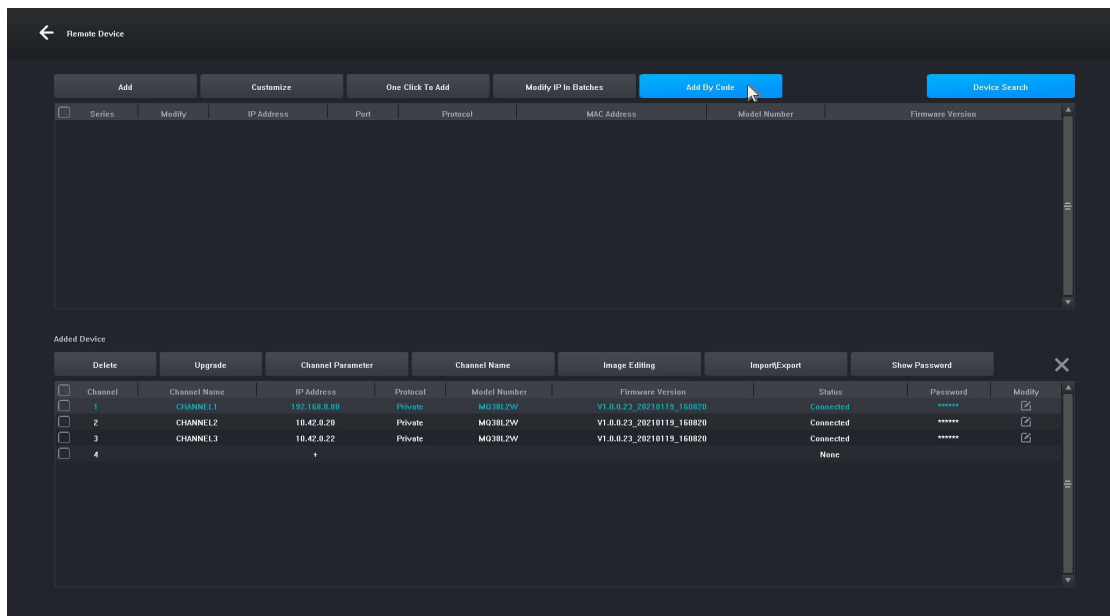 Remote Device
Add Customize One Click To Add Modify IP In Batches Add By Code Device Search
Series Modify IP Address Port Protocol MAC Address Model Number Firmware Version
Added Device
Delete Upgrade Channel Parameter Channel Name Image Editing Import\Export Show Password
Channel Channel Name IP Address Protocol Model Number Firmware Version Status Password Modify
1 CHANNEL1 192.168.8.80 Private MQ38L2W V1.0.0.23_20210119_160820 Connected ******
2 CHANNEL2 10.42.0.20 Private MQ38L2W V1.0.0.23_20210119_160820 Connected ******
3 CHANNEL3 10.42.0.22 Private MQ38L2W V1.0.0.23_20210119_160820 Connected ******
4 + None